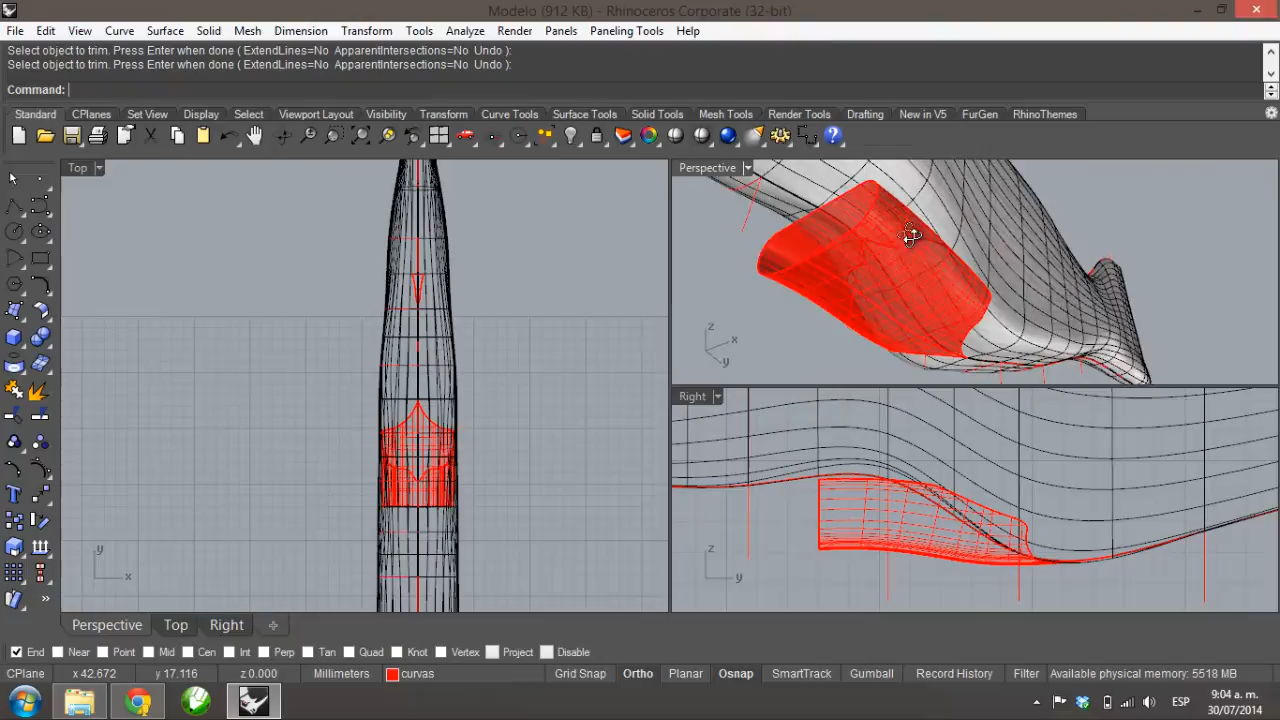 Modelo (912 KB) - Rhinoceros Corporate (32-bit)
File Edit View Curve Surface Solid Mesh Dimension Transform Tools Analyze Render Panels Paneling Tools Help
Select object to trim. Press Enter when done ( ExtendLines=No ApparentIntersections=No Undo ):
Select object to trim. Press Enter when done ( ExtendLines=No ApparentIntersections=No Undo ):
Command:
Standard CPlanes Set View Display Select Viewport Layout Visibility Transform Curve Tools Surface Tools Solid Tools Mesh Tools Render Tools Drafting New in V5 FurGen RhinoThemes
Top
Perspective
z
x
y
Right
y
x
z
y
Perspective Top Right
End Near Point Mid Cen Int Perp Tan Quad Knot Vertex Project Disable
CPlane x 42.672 y 17.116 z 0.000 Millimeters curvas Grid Snap Ortho Planar Osnap SmartTrack Gumball Record History Filter Available physical memory: 5518 MB
ESP
9:04 a. m.
30/07/2014